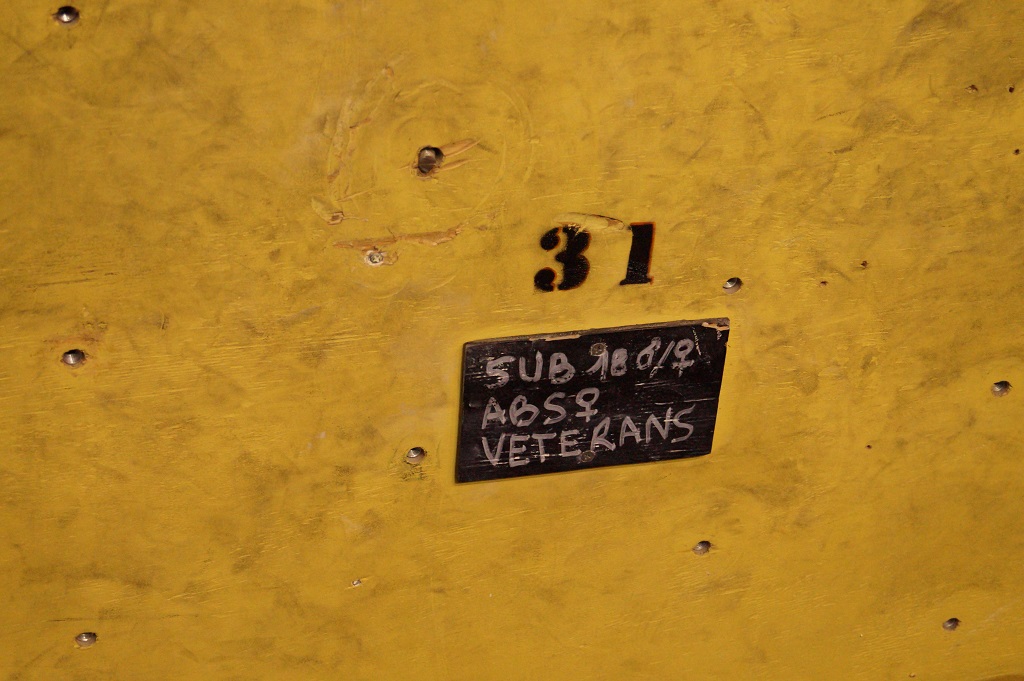 31
SUB 18 ♂/♀
ABS ♀
VETERANS